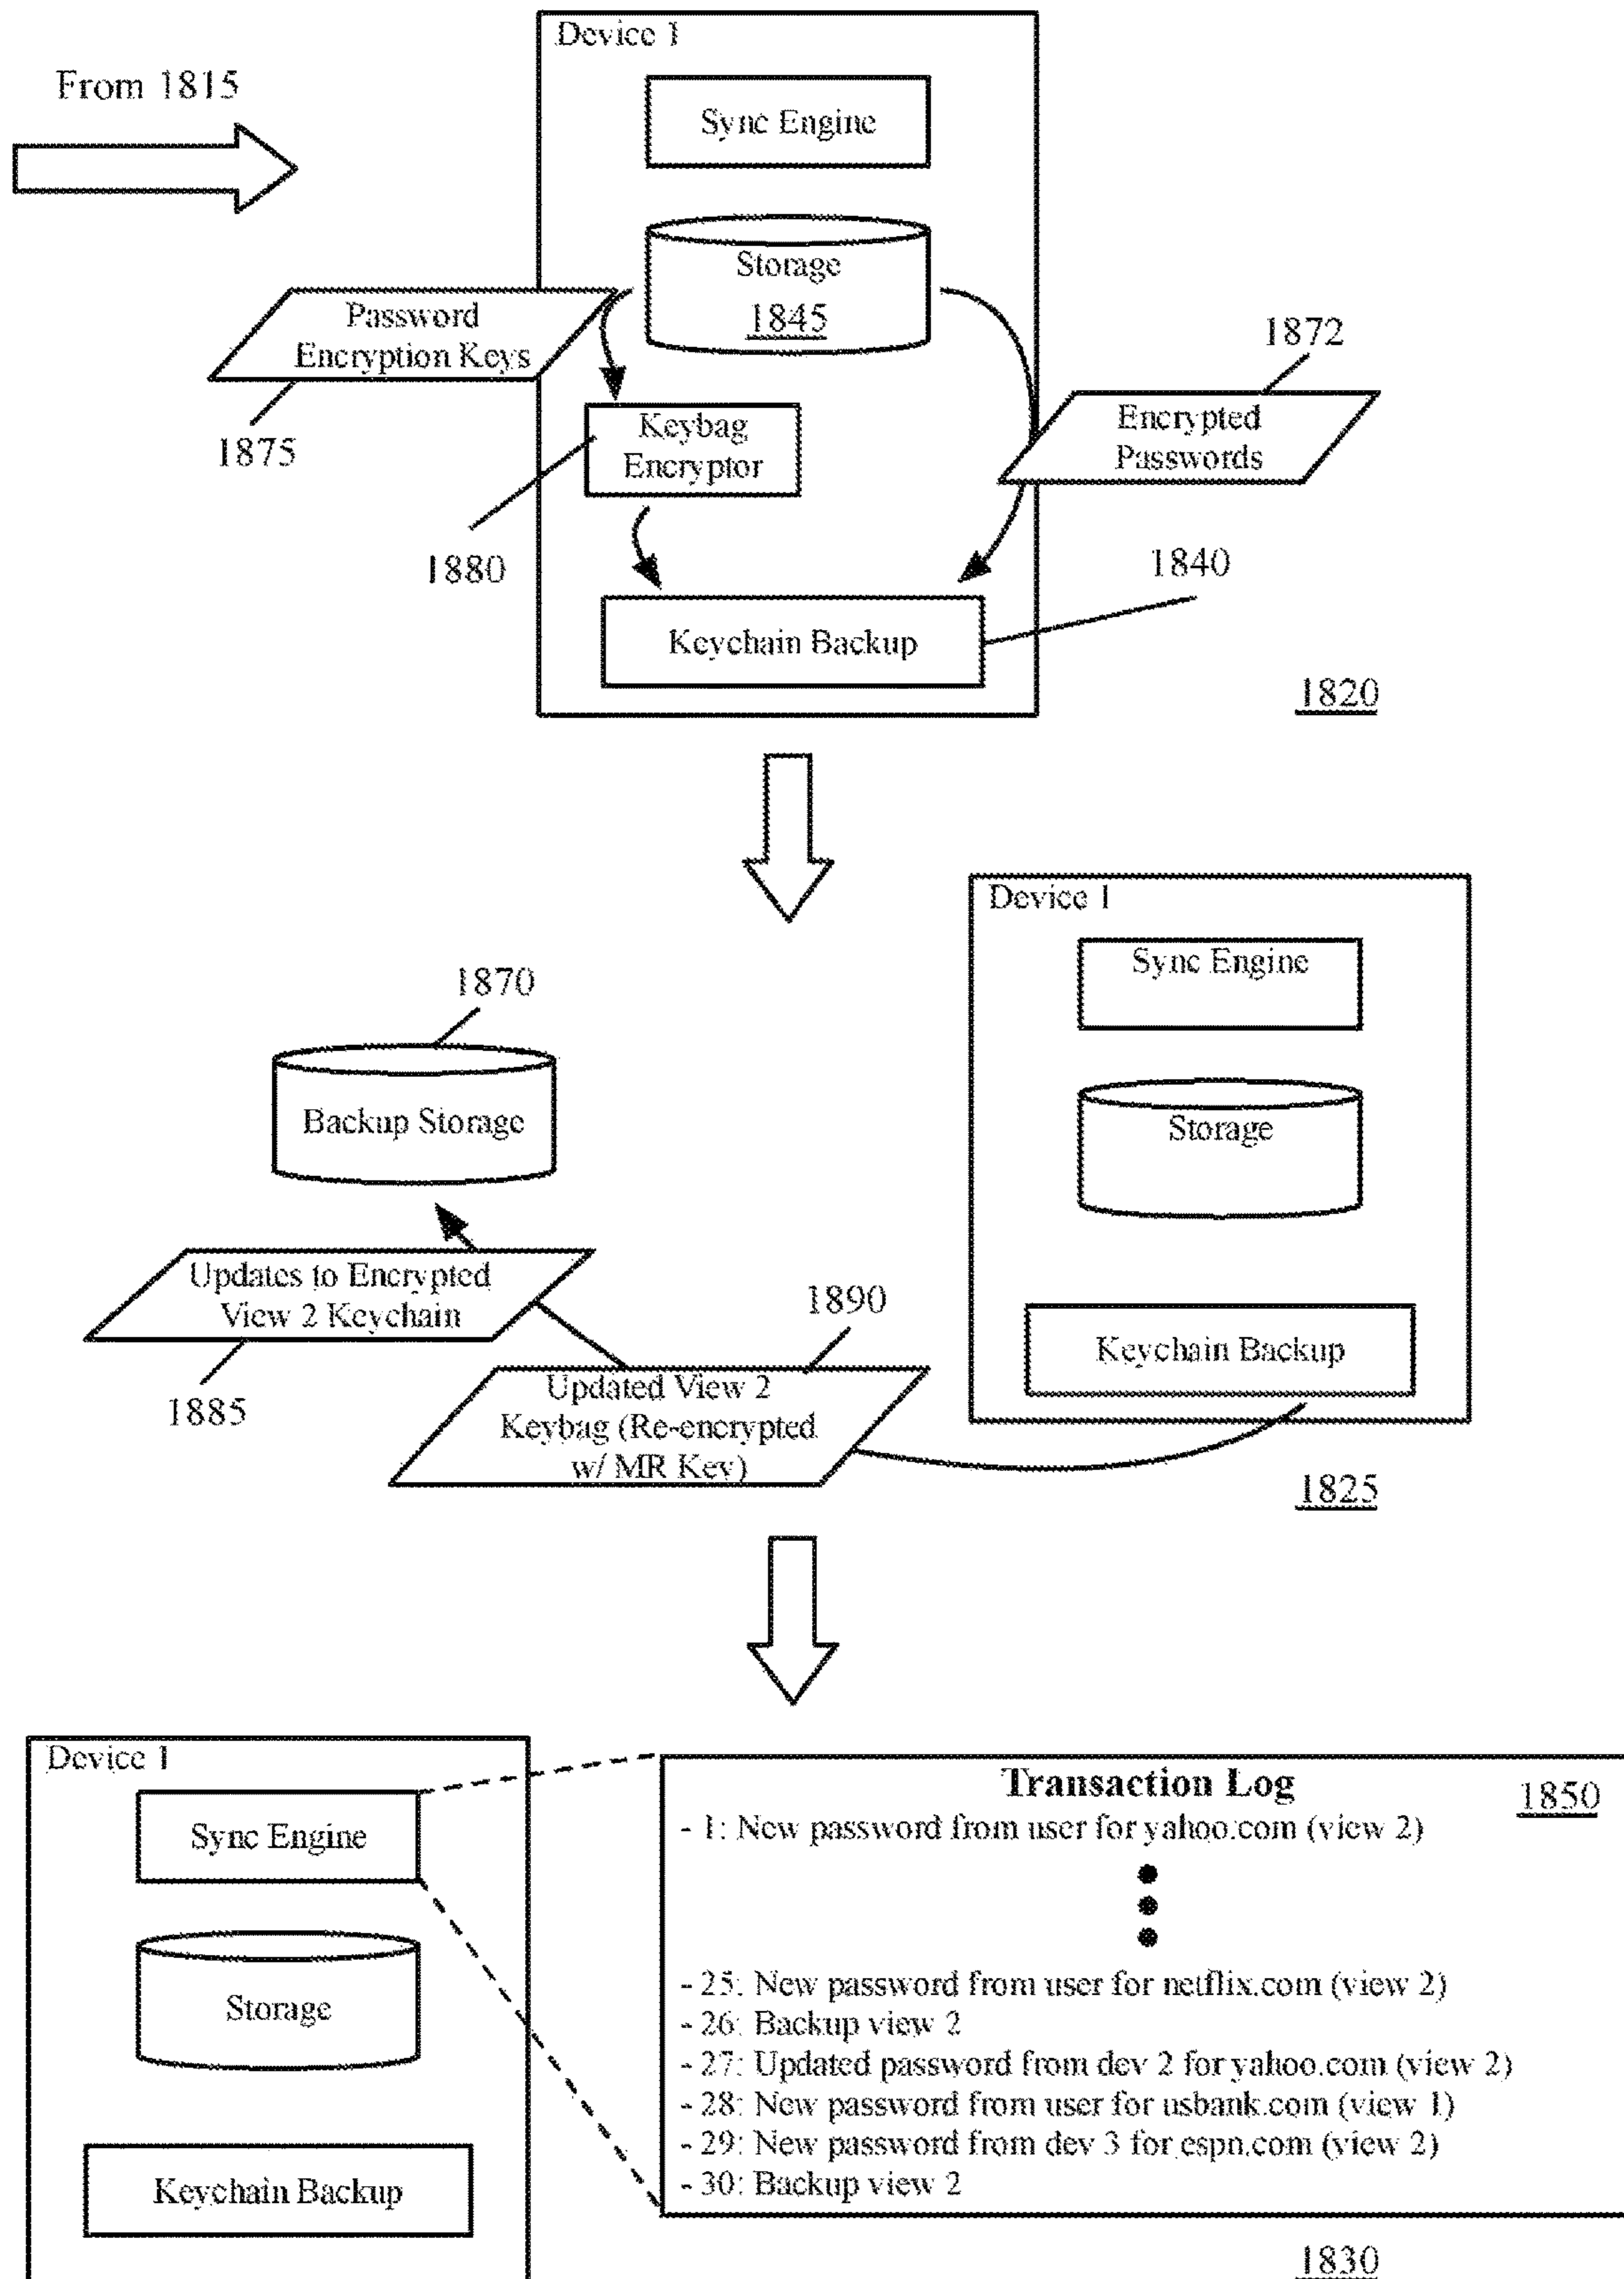 Device 1
From 1815
Sync Engine
Storage
1845
Password
Encryption Keys
1872
1875
Keybag
Encryptor
Encrypted
Passwords
1880
1840
Keychain Backup
1820
Device 1
Sync Engine
1870
Backup Storage
Storage
Updates to Encrypted
View 2 Keychain
1885
1890
Keychain Backup
Updated View 2
Keybag (Re-encrypted
w/ MR Key)
1825
Device 1
Sync Engine
Storage
Keychain Backup
Transaction Log
1850
- 1: New password from user for yahoo.com (view 2)
- 25: New password from user for netflix.com (view 2)
- 26: Backup view 2
- 27: Updated password from dev 2 for yahoo.com (view 2)
- 28: New password from user for usbank.com (view 1)
- 29: New password from dev 3 for espn.com (view 2)
- 30: Backup view 2
1830